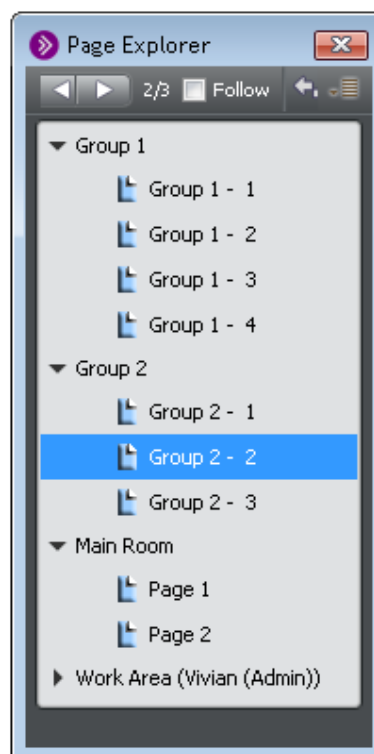 Page Explorer
2/3 Follow
Group 1
Group 1 - 1
Group 1 - 2
Group 1 - 3
Group 1 - 4
Group 2
Group 2 - 1
Group 2 - 2
Group 2 - 3
Main Room
Page 1
Page 2
Work Area (Vivian (Admin))